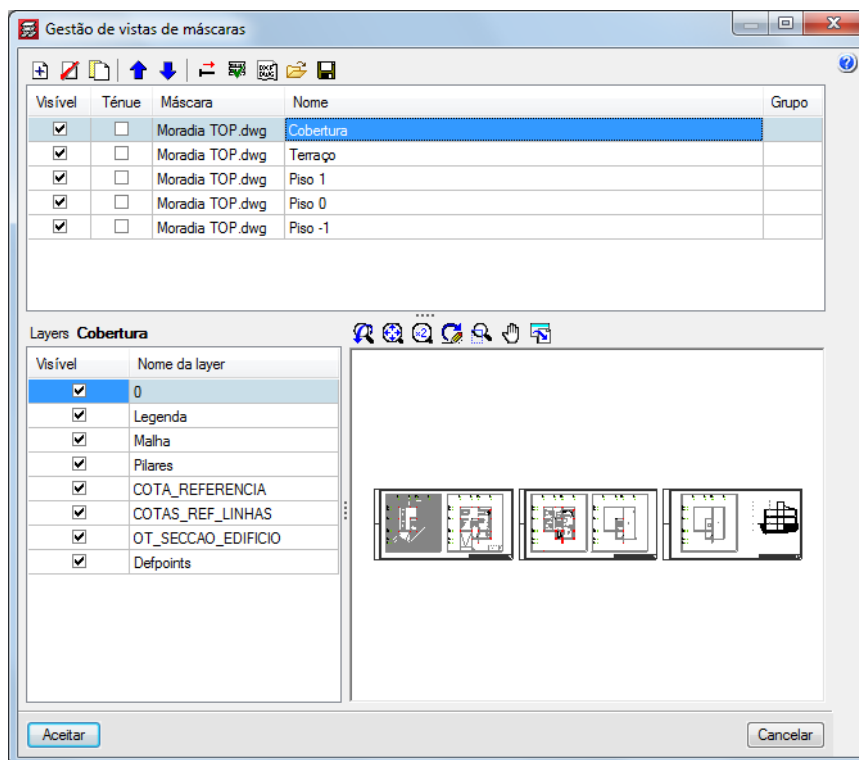 Gestão de vistas de máscaras
Visível Ténue Máscara Nome Grupo
Moradia TOP.dwg Cobertura
Moradia TOP.dwg Terraço
Moradia TOP.dwg Piso 1
Moradia TOP.dwg Piso 0
Moradia TOP.dwg Piso -1
Layers Cobertura
Visível Nome da layer
0
Legenda
Malha
Pilares
COTA_REFERENCIA
COTAS_REF_LINHAS
OT_SECCAO_EDIFICIO
Defpoints
Aceitar Cancelar